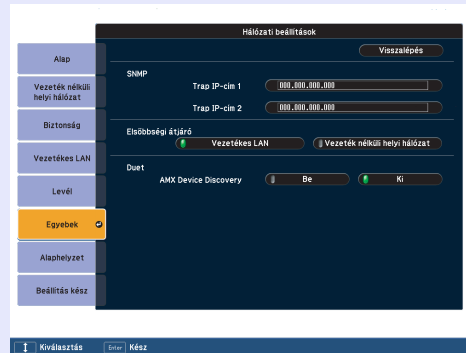 Hálózati beállítások
Visszalépés
Alap
Vezeték nélküli
helyi hálózat
Biztonság
Vezetékes LAN
Levél
Egyebek
Alaphelyzet
Beállítás kész
SNMP
Trap IP-cím 1 000.000.000.000
Trap IP-cím 2 000.000.000.000
Elsőbbségi átjáró
Vezetékes LAN Vezeték nélküli helyi hálózat
Duet
AMX Device Discovery Be Ki
Kiválasztás Enter Kész